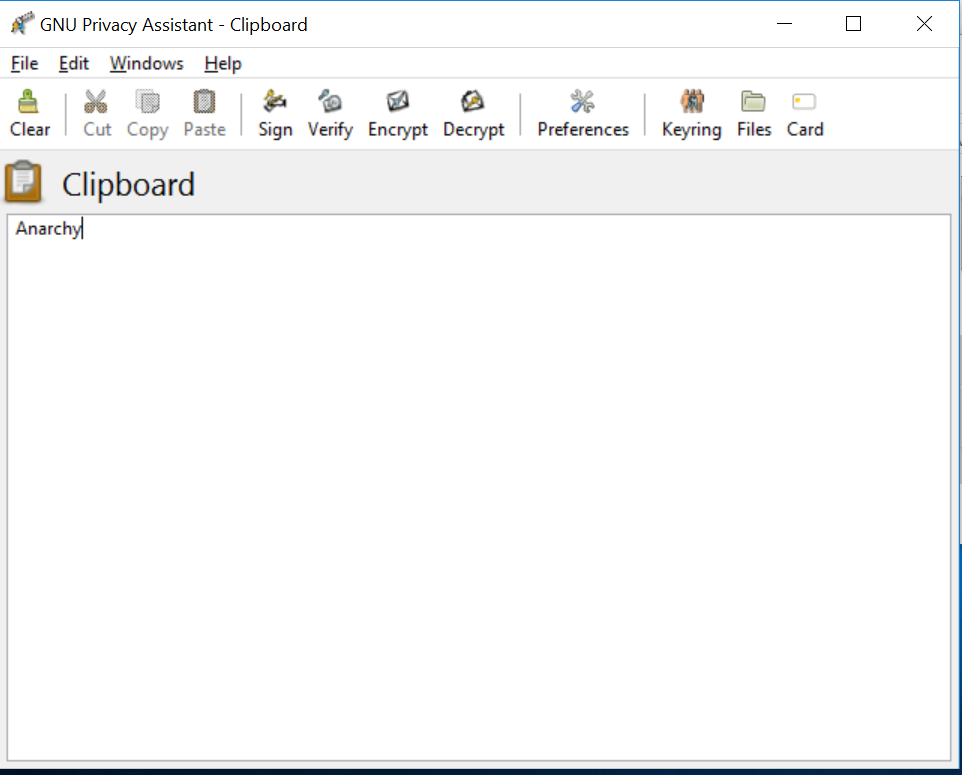 GNU Privacy Assistant - Clipboard
File Edit Windows Help
Clear Cut Copy Paste Sign Verify Encrypt Decrypt Preferences Keyring Files Card
Clipboard
Anarchy